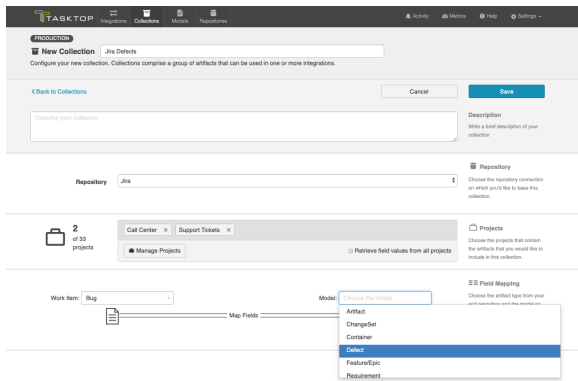 TASKTOP
Integrations
Collections
Models
Repositories
Activity
Metrics
Help
Settings
PRODUCTION
New Collection
Jira Defects
Configure your new collection. Collections comprise a group of artifacts that can be used in one or more integrations.
Back to Collections
Cancel
Save
Describe your collection
Description
Write a brief description of your
collection
Repository
Jira
Repository
Choose the repository connection
on which you'd like to base this
collection.
2
of 33
projects
Call Center ×
Support Tickets ×
Manage Projects
Retrieve field values from all projects
Projects
Choose the projects that contain
the artifacts that you would like to
include in this collection.
Work Item: Bug
Map Fields
Model: Choose the model
Artifact
ChangeSet
Container
Defect
Feature/Epic
Requirement
Field Mapping
Choose the artifact type from your